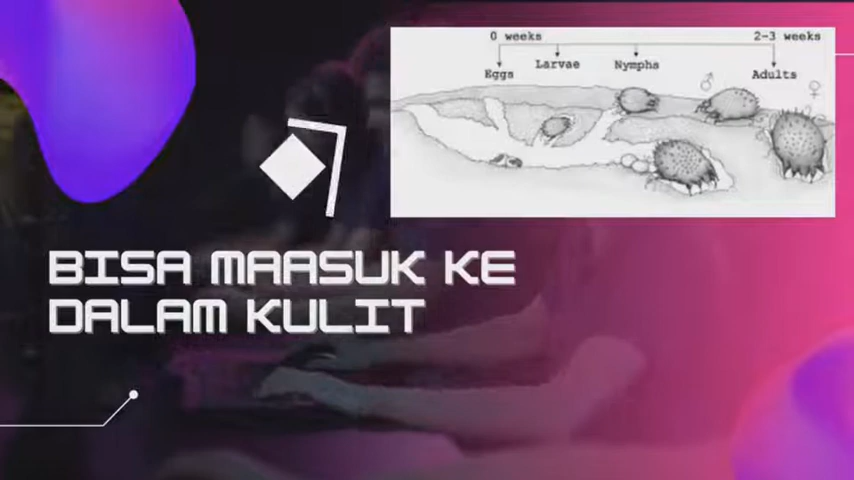 0 weeks 2-3 weeks
Eggs Larvae Nymphs Adults
BISA MAASUK KE
DALAM KULIT